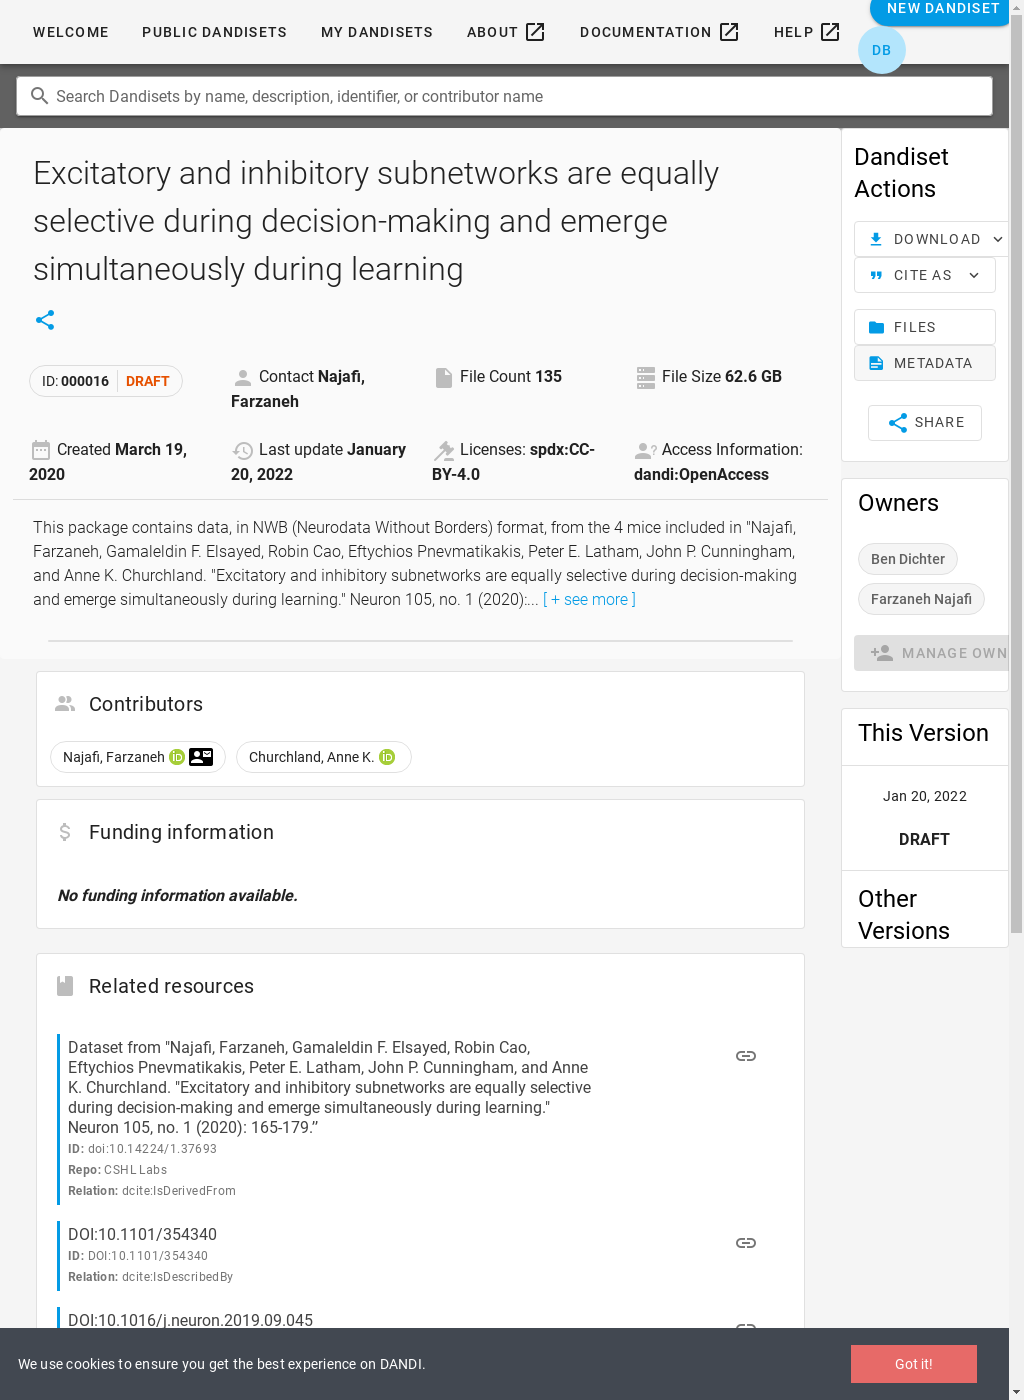 WELCOME PUBLIC DANDISETS MY DANDISETS ABOUT DOCUMENTATION HELP NEW DANDISET
DB
Search Dandisets by name, description, identifier, or contributor name
Excitatory and inhibitory subnetworks are equally
selective during decision-making and emerge
simultaneously during learning
ID: 000016 DRAFT
Contact Najafi,
Farzaneh
File Count 135
File Size 62.6 GB
Created March 19,
2020
Last update January
20, 2022
Licenses: spdx:CC-
BY-4.0
Access Information:
dandi:OpenAccess
This package contains data, in NWB (Neurodata Without Borders) format, from the 4 mice included in "Najafi,
Farzaneh, Gamaleldin F. Elsayed, Robin Cao, Eftychios Pnevmatikakis, Peter E. Latham, John P. Cunningham,
and Anne K. Churchland. "Excitatory and inhibitory subnetworks are equally selective during decision-making
and emerge simultaneously during learning." Neuron 105, no. 1 (2020):... [ + see more ]
Contributors
Najafi, Farzaneh iD
Churchland, Anne K. iD
Funding information
No funding information available.
Related resources
Dataset from "Najafi, Farzaneh, Gamaleldin F. Elsayed, Robin Cao,
Eftychios Pnevmatikakis, Peter E. Latham, John P. Cunningham, and Anne
K. Churchland. "Excitatory and inhibitory subnetworks are equally selective
during decision-making and emerge simultaneously during learning."
Neuron 105, no. 1 (2020): 165-179.”
ID: doi:10.14224/1.37693
Repo: CSHL Labs
Relation: dcite:IsDerivedFrom
DOI:10.1101/354340
ID: DOI:10.1101/354340
Relation: dcite:IsDescribedBy
DOI:10.1016/j.neuron.2019.09.045
Dandiset
Actions
DOWNLOAD
CITE AS
FILES
METADATA
SHARE
Owners
Ben Dichter
Farzaneh Najafi
MANAGE OWN
This Version
Jan 20, 2022
DRAFT
Other
Versions
We use cookies to ensure you get the best experience on DANDI.
Got it!